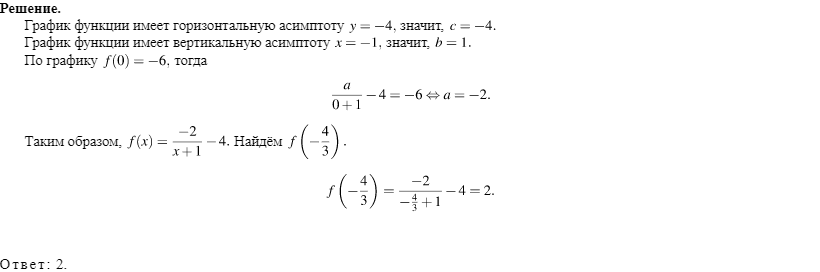 Решение.
График функции имеет горизонтальную асимптоту y = −4, значит, c = −4.
График функции имеет вертикальную асимптоту x = −1, значит, b = 1.
По графику f(0) = −6, тогда
a/(0+1) − 4 = −6 ⇔ a = −2.
Таким образом, f(x) = −2/(x+1) − 4. Найдём f(−4/3).
f(−4/3) = −2/(−4/3+1) − 4 = 2.
Ответ: 2.